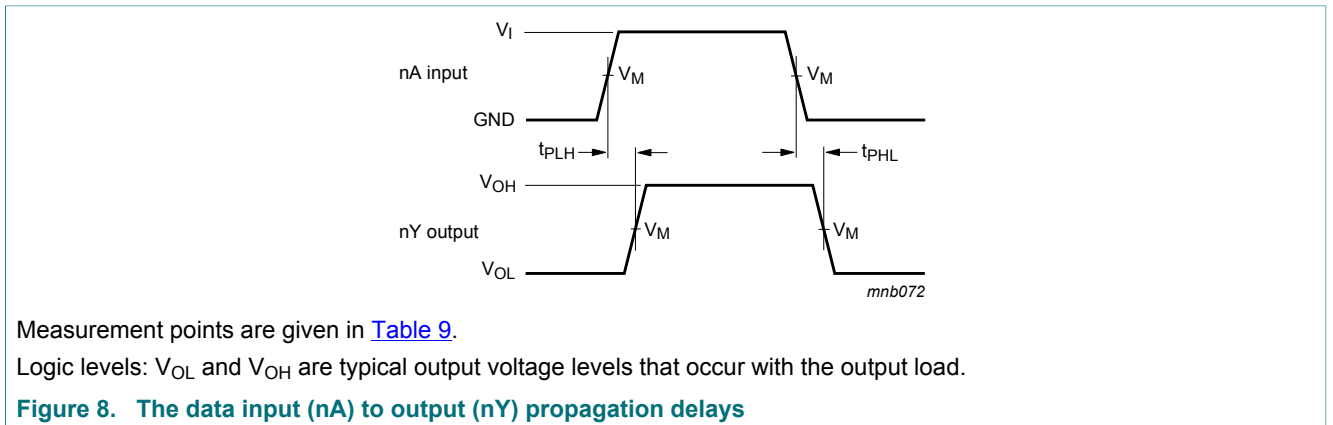 V_I
nA input
V_M
V_M
GND
t_PLH
t_PHL
V_OH
nY output
V_M
V_M
V_OL
mnb072
Measurement points are given in Table 9.
Logic levels: V_OL and V_OH are typical output voltage levels that occur with the output load.
Figure 8. The data input (nA) to output (nY) propagation delays